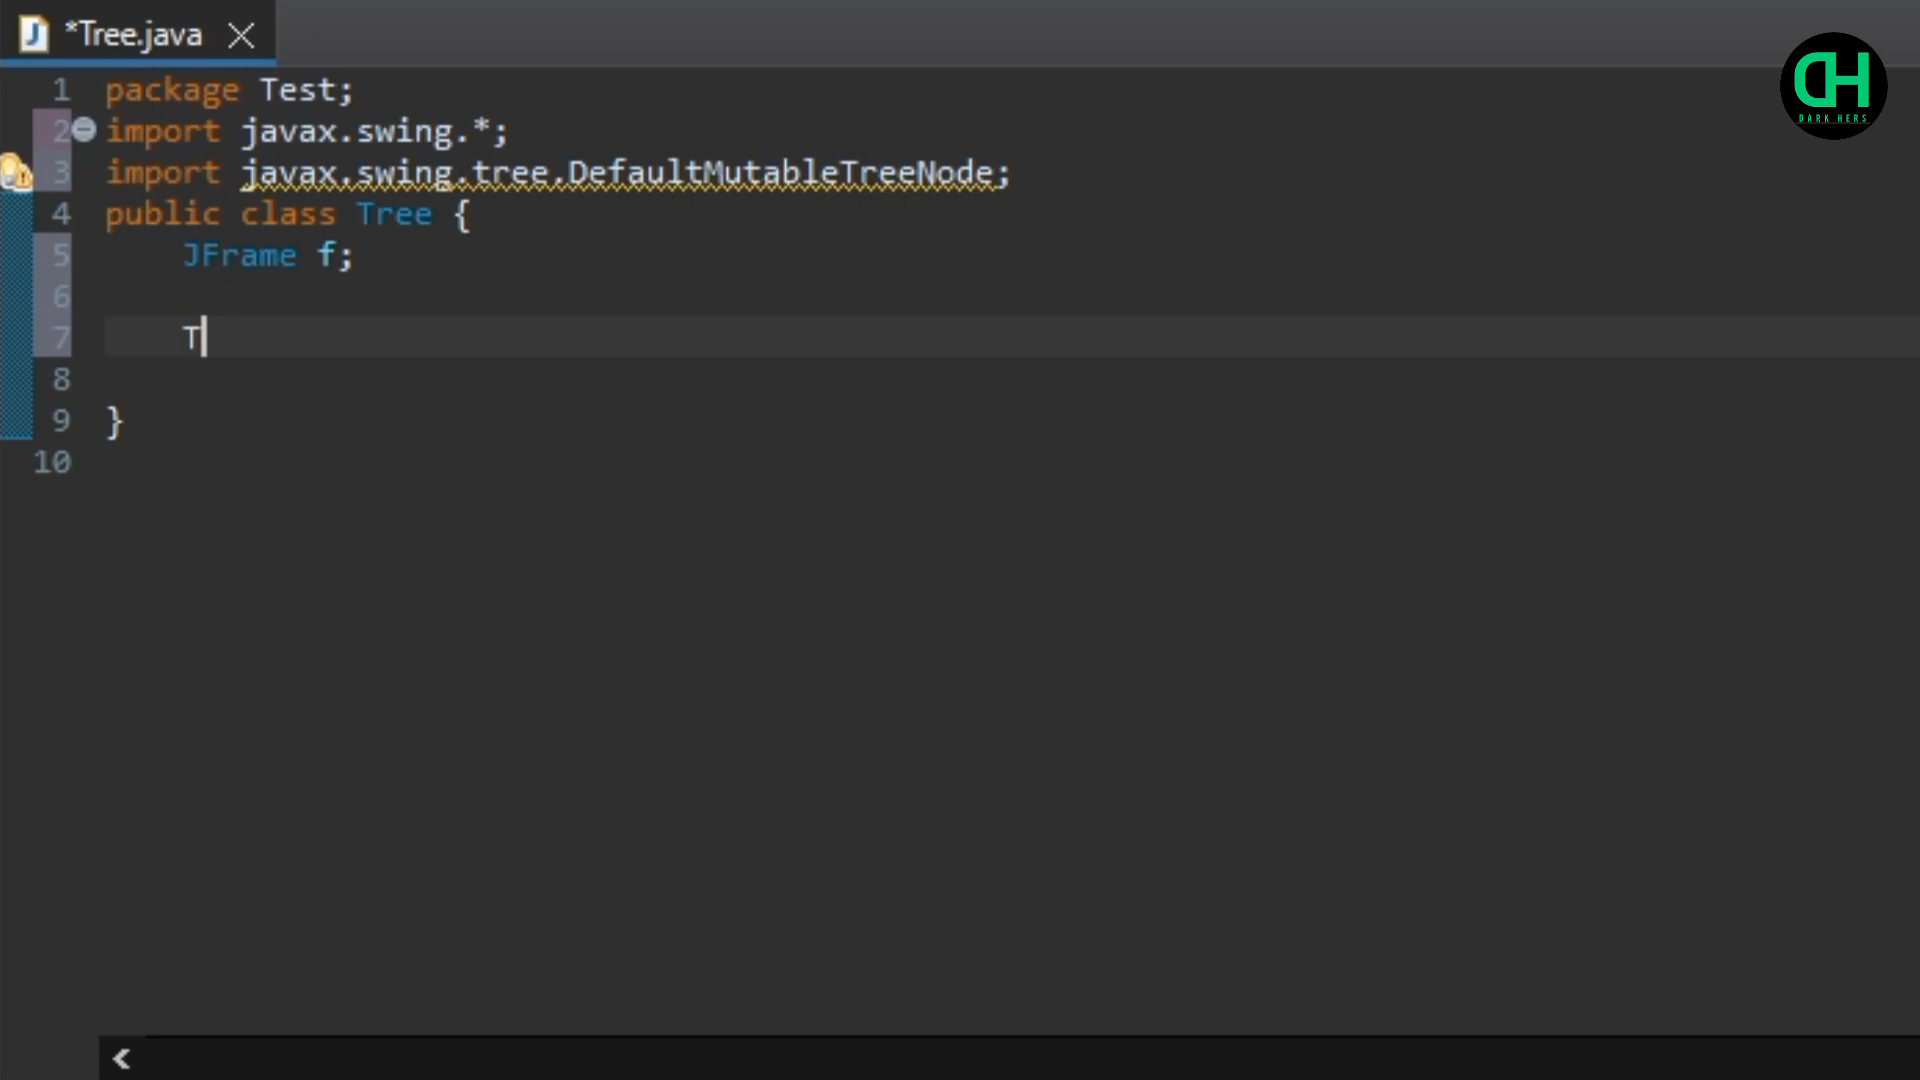 *Tree.java
DH
DARK HERS
1 package Test;
2 import javax.swing.*;
3 import javax.swing.tree.DefaultMutableTreeNode;
4 public class Tree {
5 JFrame f;
6
7 T
8
9 }
10